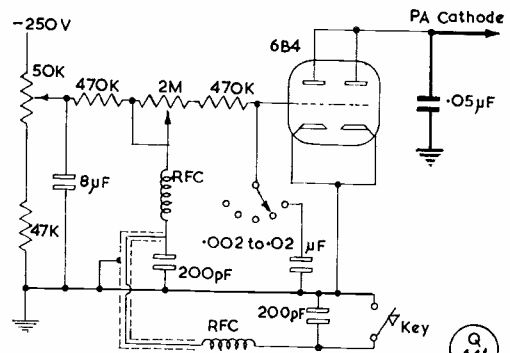 PA Cathode
-250V
6B4
50K
470K
2M
470K
.05µF
8µF
RFC
47K
.002 to .02
µF
200pF
200pF
RFC
Key
Q